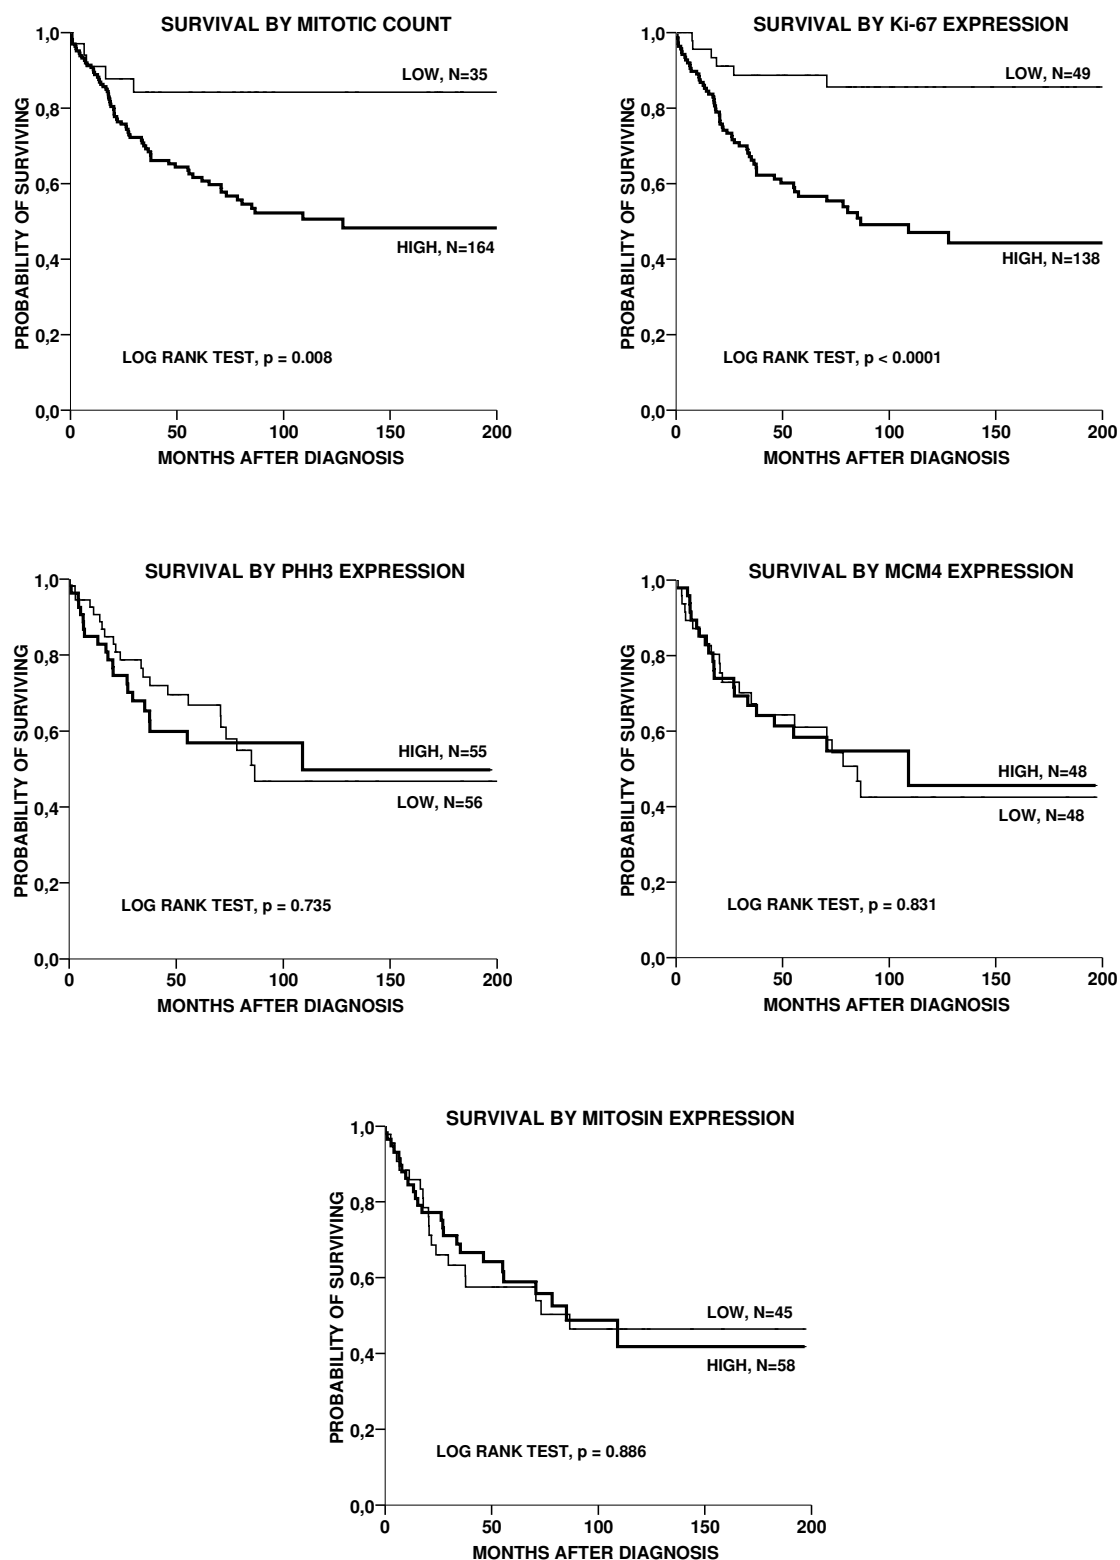 SURVIVAL BY MITOTIC COUNT
1,0
0,8
0,6
0,4
0,2
0,0
PROBABILITY OF SURVIVING
LOW, N=35
HIGH, N=164
LOG RANK TEST, p = 0.008
0 50 100 150 200
MONTHS AFTER DIAGNOSIS
SURVIVAL BY Ki-67 EXPRESSION
1,0
0,8
0,6
0,4
0,2
0,0
PROBABILITY OF SURVIVING
LOW, N=49
HIGH, N=138
LOG RANK TEST, p < 0.0001
0 50 100 150 200
MONTHS AFTER DIAGNOSIS
SURVIVAL BY PHH3 EXPRESSION
1,0
0,8
0,6
0,4
0,2
0,0
PROBABILITY OF SURVIVING
HIGH, N=55
LOW, N=56
LOG RANK TEST, p = 0.735
0 50 100 150 200
MONTHS AFTER DIAGNOSIS
SURVIVAL BY MCM4 EXPRESSION
1,0
0,8
0,6
0,4
0,2
0,0
PROBABILITY OF SURVIVING
HIGH, N=48
LOW, N=48
LOG RANK TEST, p = 0.831
0 50 100 150 200
MONTHS AFTER DIAGNOSIS
SURVIVAL BY MITOSIN EXPRESSION
1,0
0,8
0,6
0,4
0,2
0,0
PROBABILITY OF SURVIVING
LOW, N=45
HIGH, N=58
LOG RANK TEST, p = 0.886
0 50 100 150 200
MONTHS AFTER DIAGNOSIS